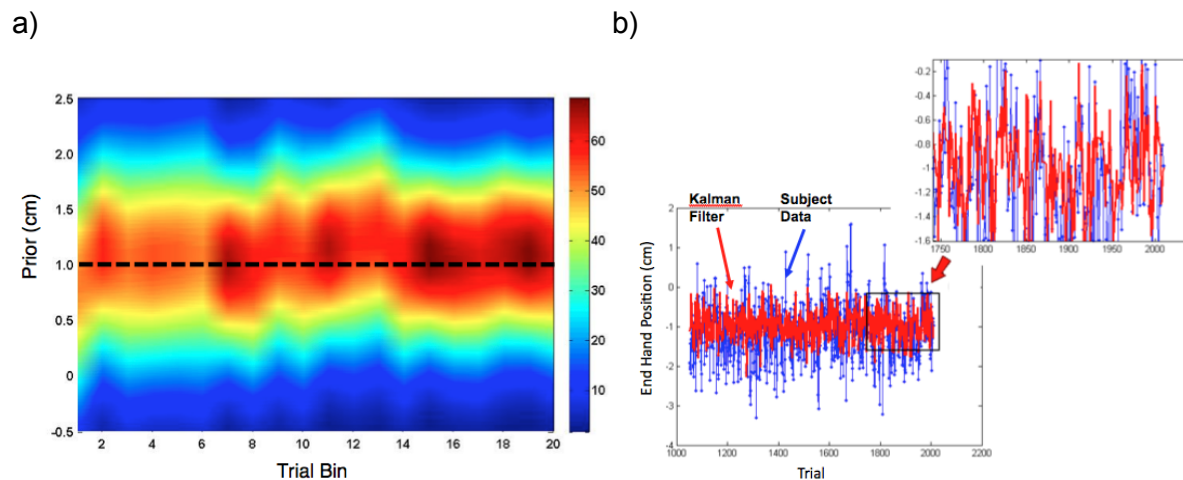 a)
b)
Prior (cm)
2.5
2.0
1.5
1.0
0.5
0
-0.5
2 4 6 8 10 12 14 16 18 20
Trial Bin
60
50
40
30
20
10
Kalman
Filter
Subject
Data
End Hand Position (cm)
2
1
0
-1
-2
-3
-4
1000 1200 1400 1600 1800 2000 2200
Trial
-0.2
-0.4
-0.6
-0.8
-1
-1.2
-1.4
-1.6
1750 1800 1850 1900 1950 2000